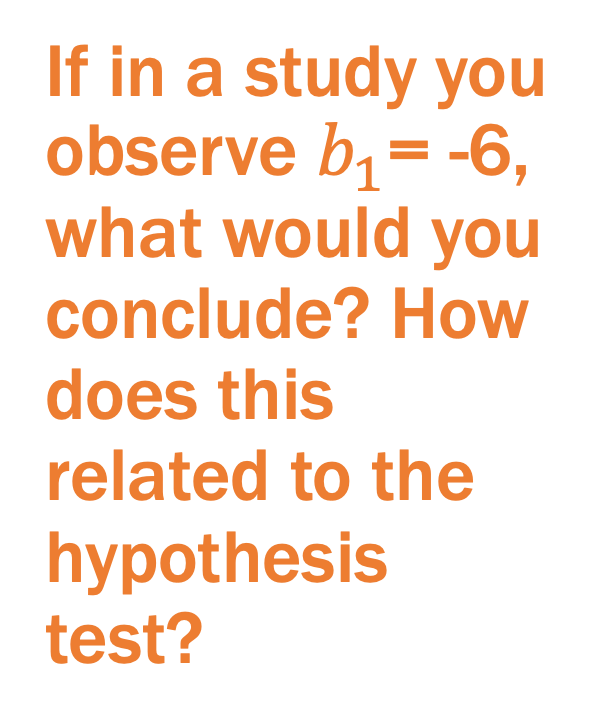 If in a study you
observe b₁= -6,
what would you
conclude? How
does this
related to the
hypothesis
test?